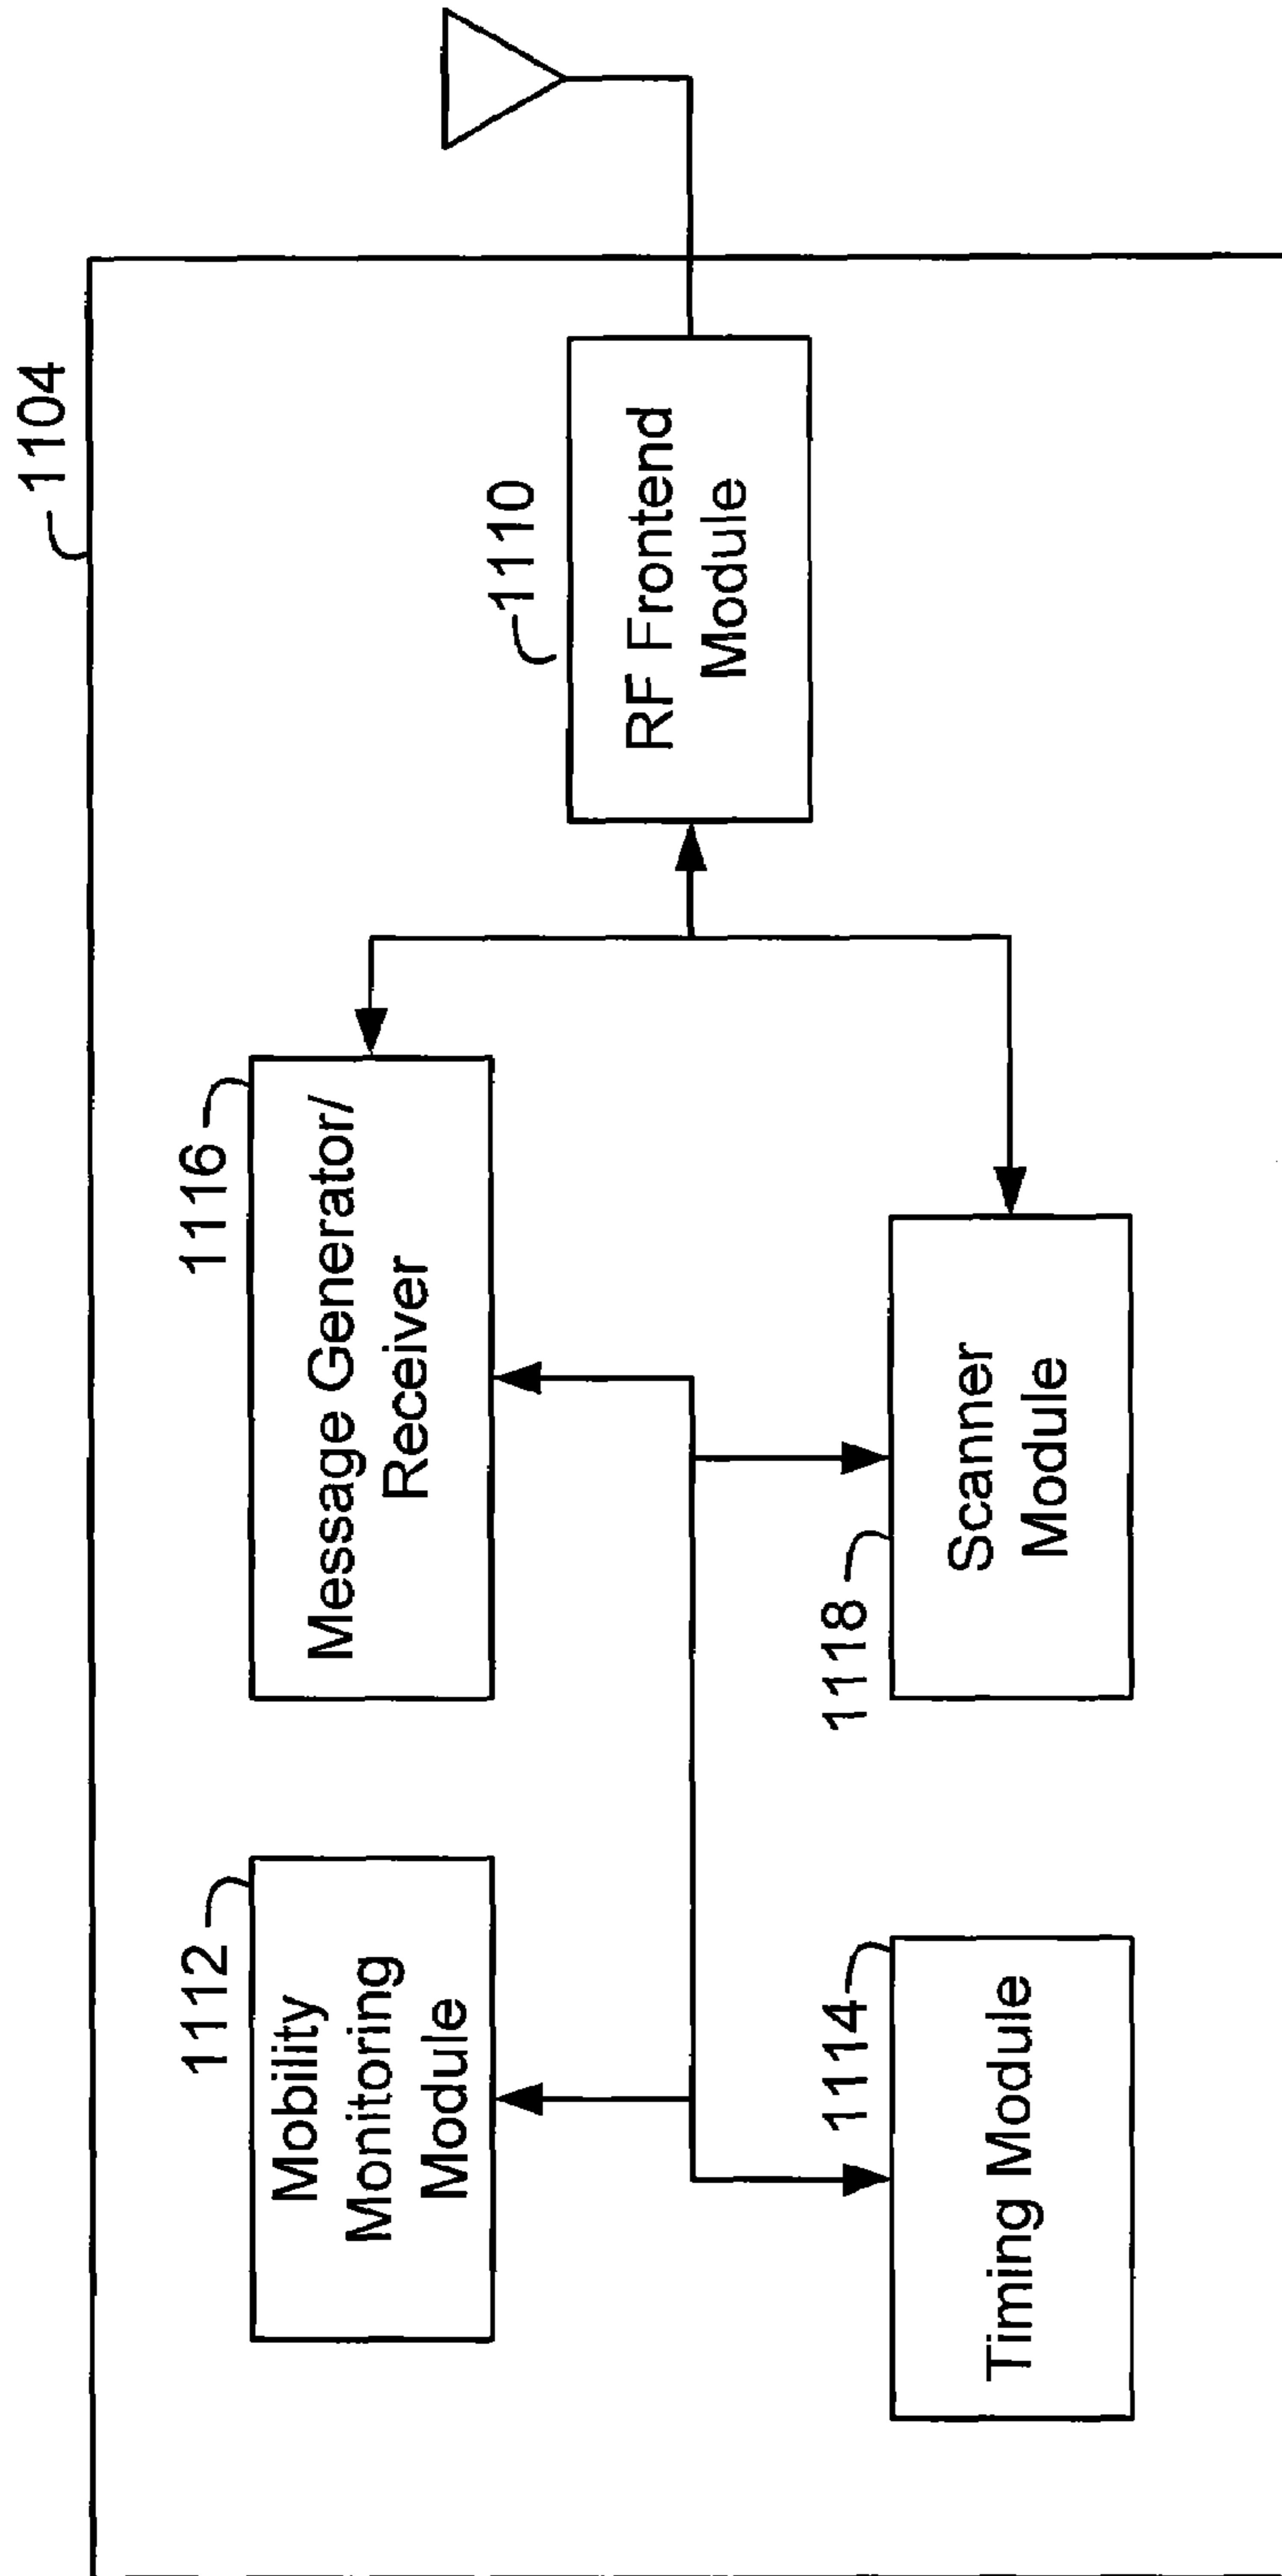 1104
1112
Mobility
Monitoring
Module
1116
Message Generator/
Receiver
1110
RF Frontend
Module
1114
Timing Module
1118
Scanner
Module